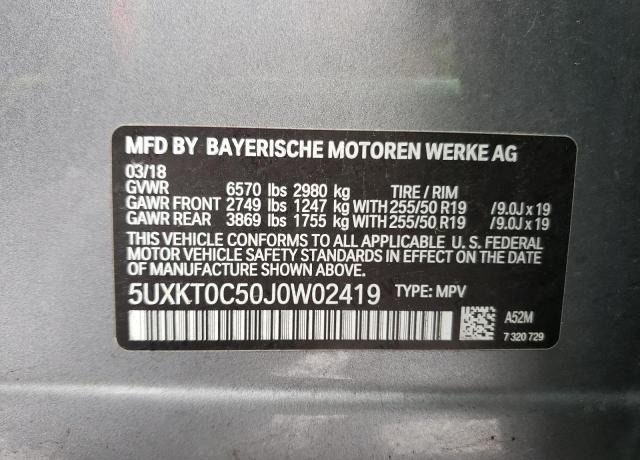 MFD BY BAYERISCHE MOTOREN WERKE AG
03/18
GVWR 6570 lbs 2980 kg TIRE / RIM
GAWR FRONT 2749 lbs 1247 kg WITH 255/50 R19 /9.0J x 19
GAWR REAR 3869 lbs 1755 kg WITH 255/50 R19 /9.0J x 19
THIS VEHICLE CONFORMS TO ALL APPLICABLE U. S. FEDERAL
MOTOR VEHICLE SAFETY STANDARDS IN EFFECT ON THE DATE
OF MANUFACTURE SHOWN ABOVE.
5UXKT0C50J0W02419 TYPE: MPV
A52M
7 320 729